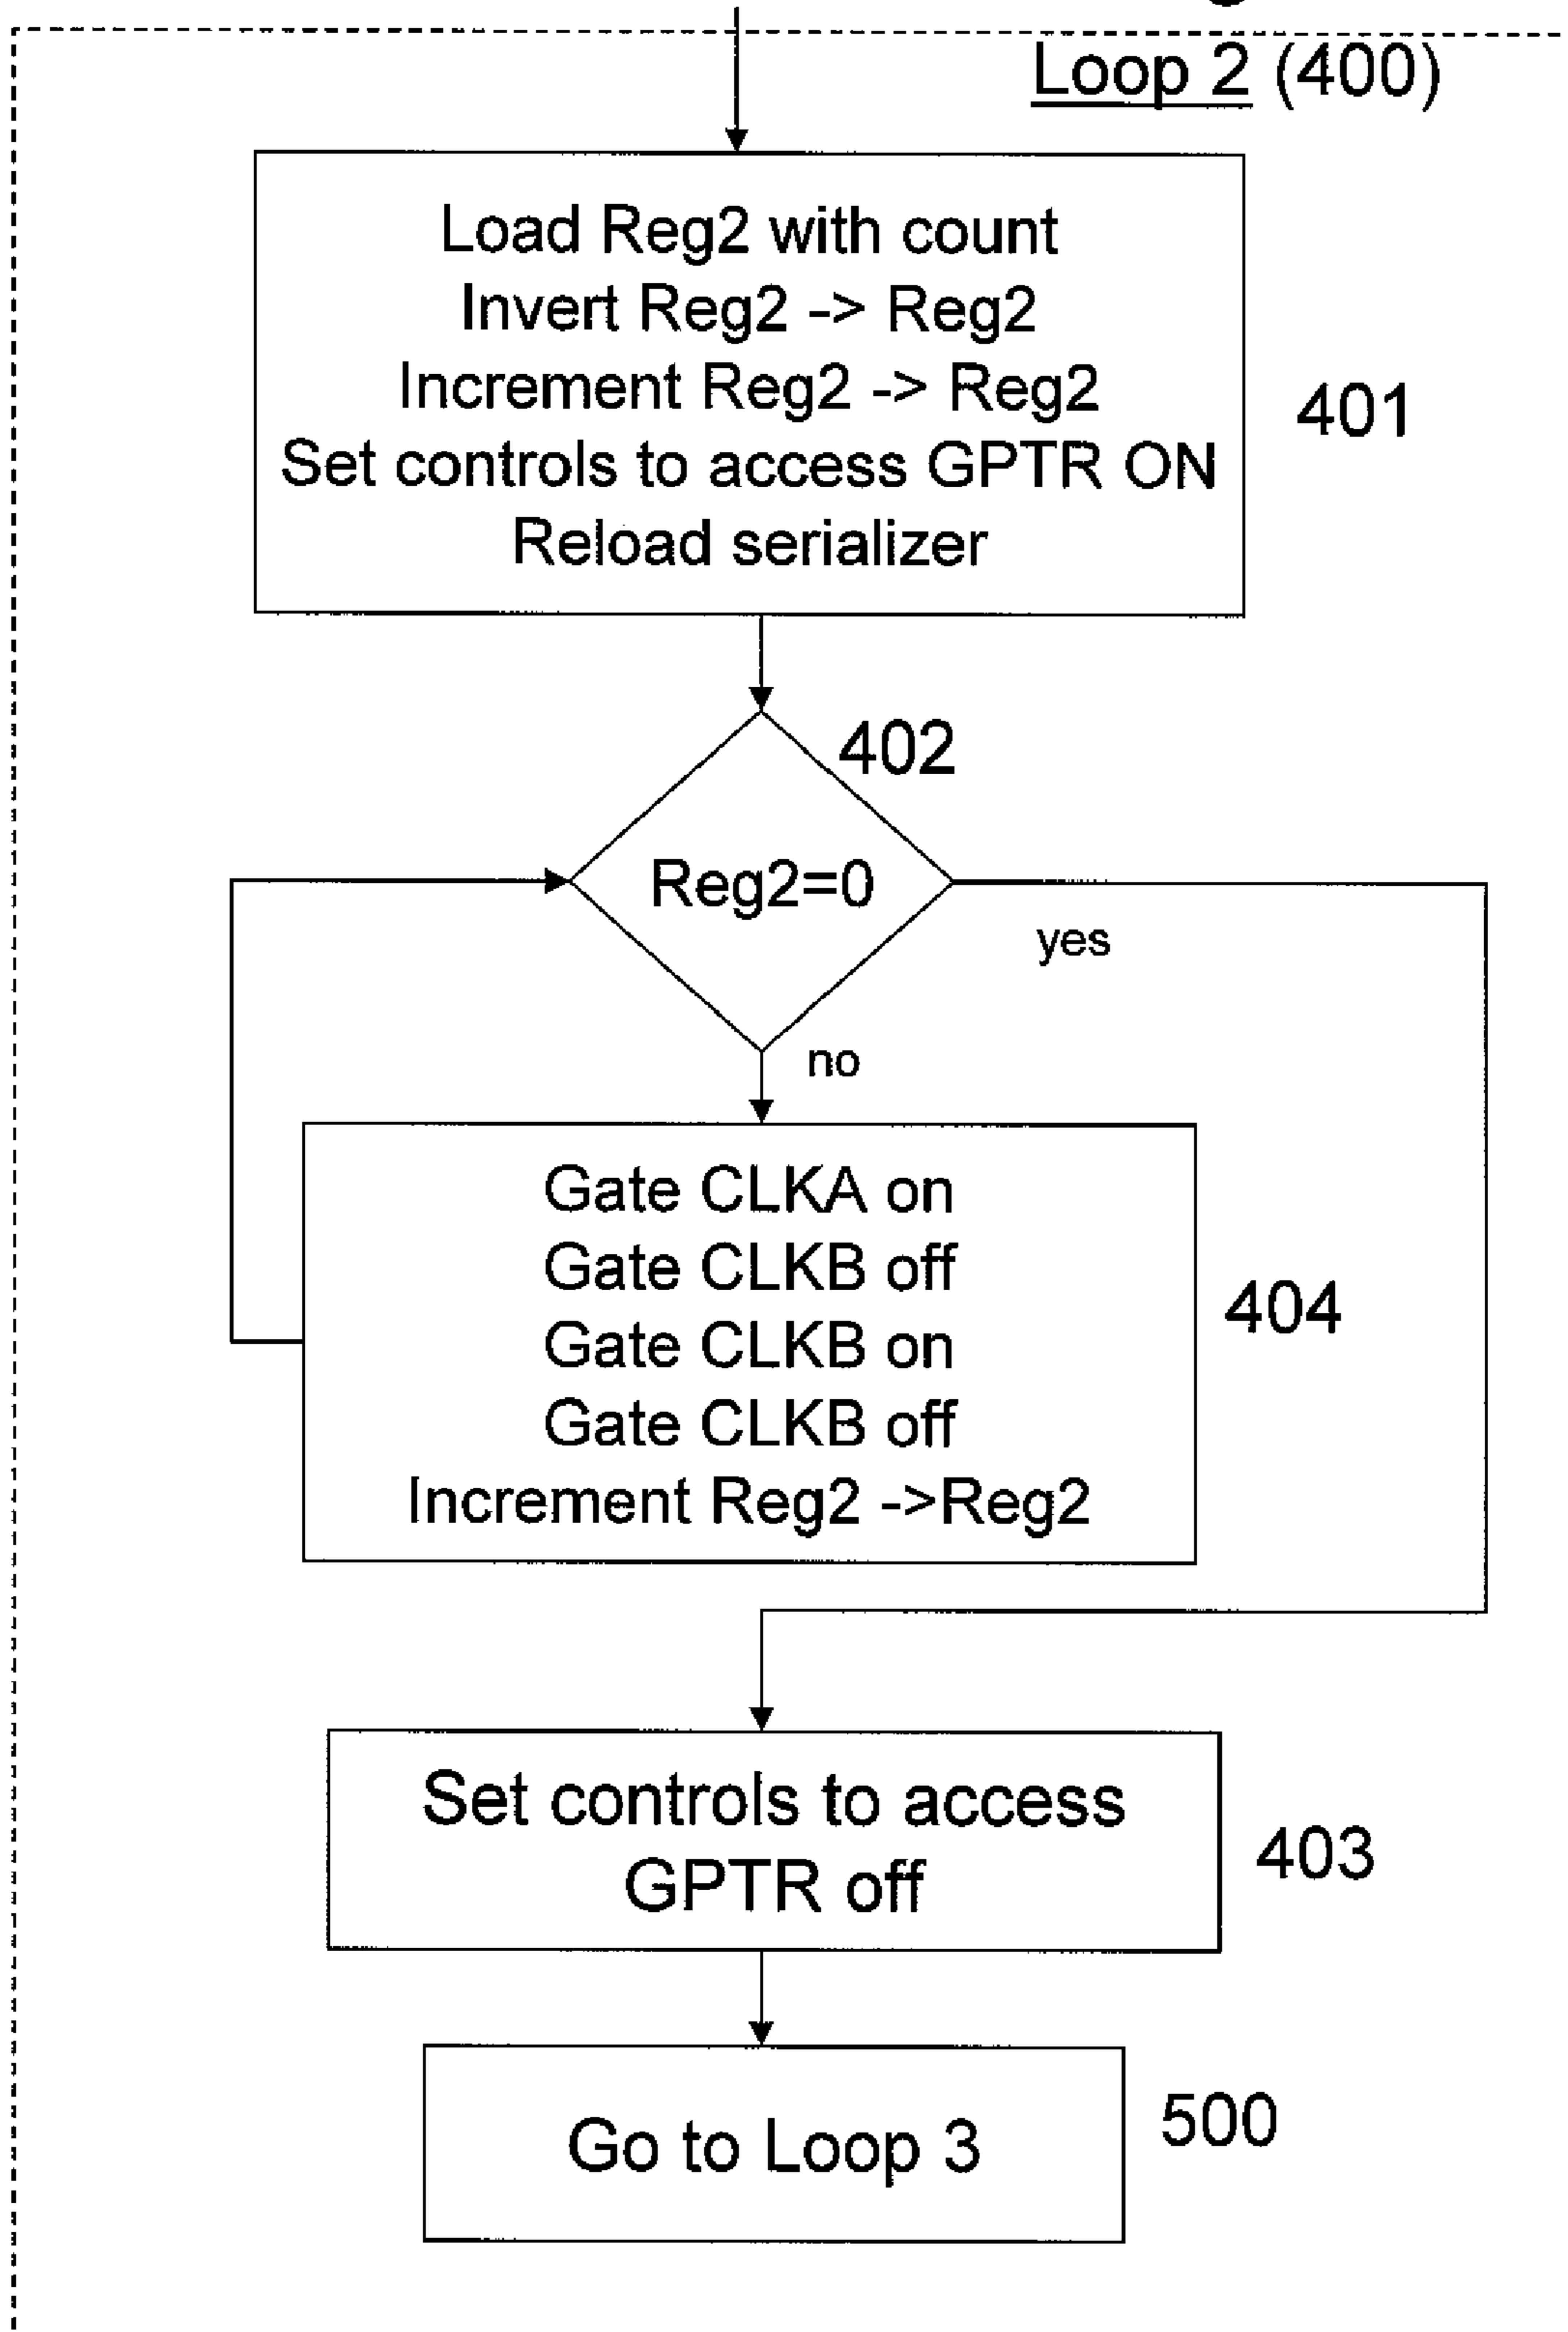 Loop 2 (400)
Load Reg2 with count
Invert Reg2 -> Reg2
Increment Reg2 -> Reg2
Set controls to access GPTR ON
Reload serializer
401
402
Reg2=0
yes
no
Gate CLKA on
Gate CLKB off
Gate CLKB on
Gate CLKB off
Increment Reg2 ->Reg2
404
Set controls to access
GPTR off
403
Go to Loop 3
500